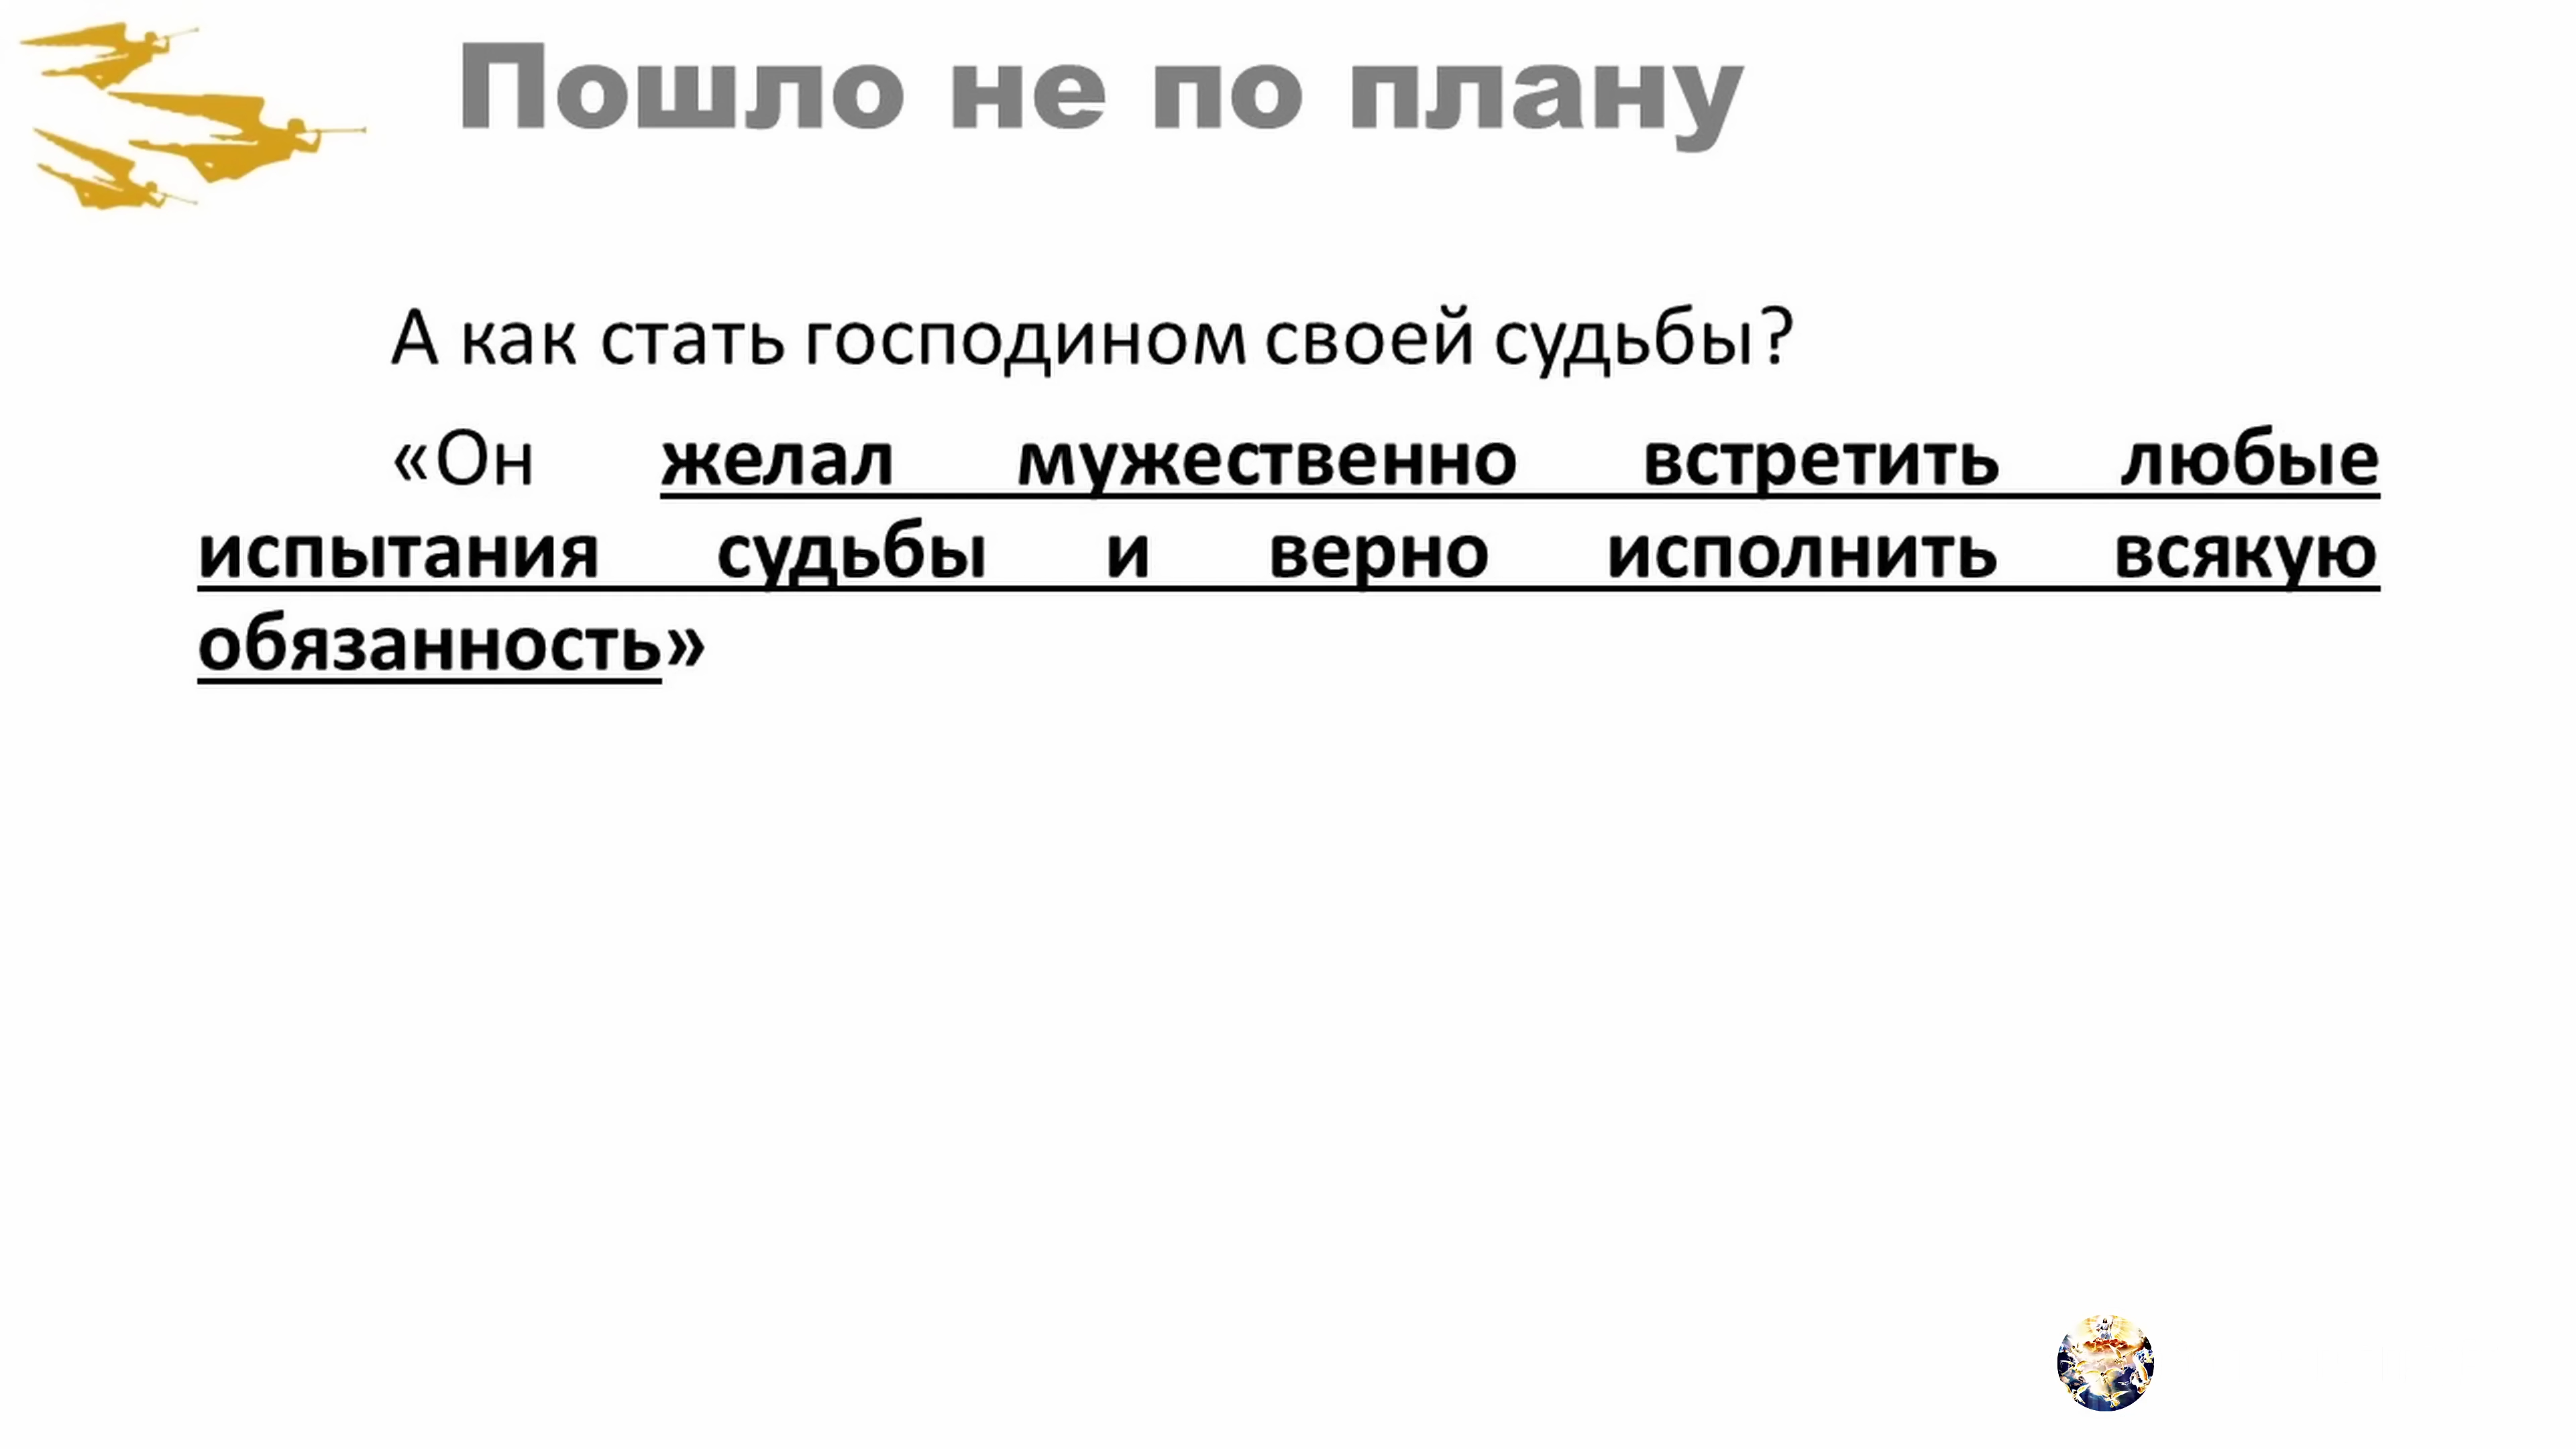 Пошло не по плану
А как стать господином своей судьбы?
«Он желал мужественно встретить любые
испытания судьбы и верно исполнить всякую
обязанность»